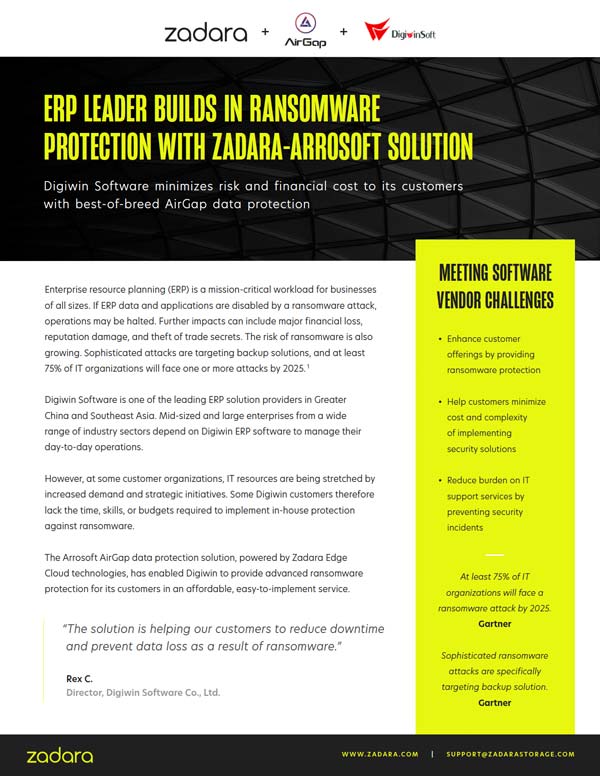 zadara + AirGap + DigiwinSoft
ERP LEADER BUILDS IN RANSOMWARE
PROTECTION WITH ZADARA-ARROSOFT SOLUTION
Digiwin Software minimizes risk and financial cost to its customers
with best-of-breed AirGap data protection
Enterprise resource planning (ERP) is a mission-critical workload for businesses
of all sizes. If ERP data and applications are disabled by a ransomware attack,
operations may be halted. Further impacts can include major financial loss,
reputation damage, and theft of trade secrets. The risk of ransomware is also
growing. Sophisticated attacks are targeting backup solutions, and at least
75% of IT organizations will face one or more attacks by 2025.¹
Digiwin Software is one of the leading ERP solution providers in Greater
China and Southeast Asia. Mid-sized and large enterprises from a wide
range of industry sectors depend on Digiwin ERP software to manage their
day-to-day operations.
However, at some customer organizations, IT resources are being stretched by
increased demand and strategic initiatives. Some Digiwin customers therefore
lack the time, skills, or budgets required to implement in-house protection
against ransomware.
The Arrosoft AirGap data protection solution, powered by Zadara Edge
Cloud technologies, has enabled Digiwin to provide advanced ransomware
protection for its customers in an affordable, easy-to-implement service.
"The solution is helping our customers to reduce downtime
and prevent data loss as a result of ransomware."
Rex C.
Director, Digiwin Software Co., Ltd.
MEETING SOFTWARE
VENDOR CHALLENGES
• Enhance customer
offerings by providing
ransomware protection
• Help customers minimize
cost and complexity
of implementing
security solutions
• Reduce burden on IT
support services by
preventing security
incidents
At least 75% of IT
organizations will face a
ransomware attack by 2025.
Gartner
Sophisticated ransomware
attacks are specifically
targeting backup solution.
Gartner
zadara
WWW.ZADARA.COM | SUPPORT@ZADARASTORAGE.COM